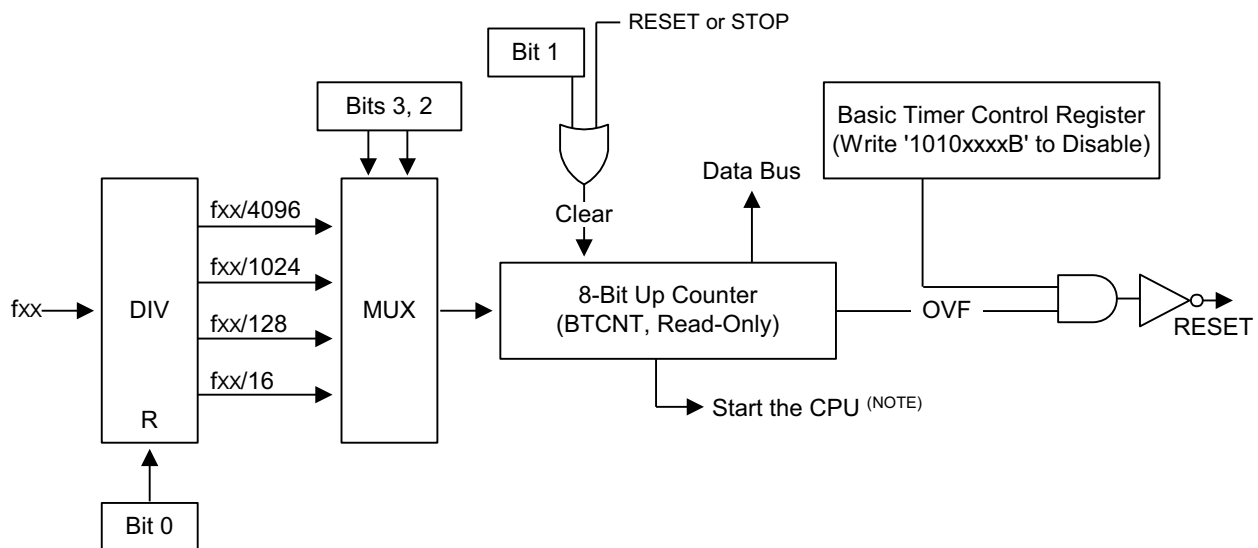 RESET or STOP
Bit 1
Bits 3, 2
Basic Timer Control Register
(Write '1010xxxxB' to Disable)
Data Bus
fxx/4096
Clear
fxx/1024
fxx
DIV
MUX
8-Bit Up Counter
(BTCNT, Read-Only)
OVF
RESET
fxx/128
fxx/16
R
Start the CPU (NOTE)
Bit 0